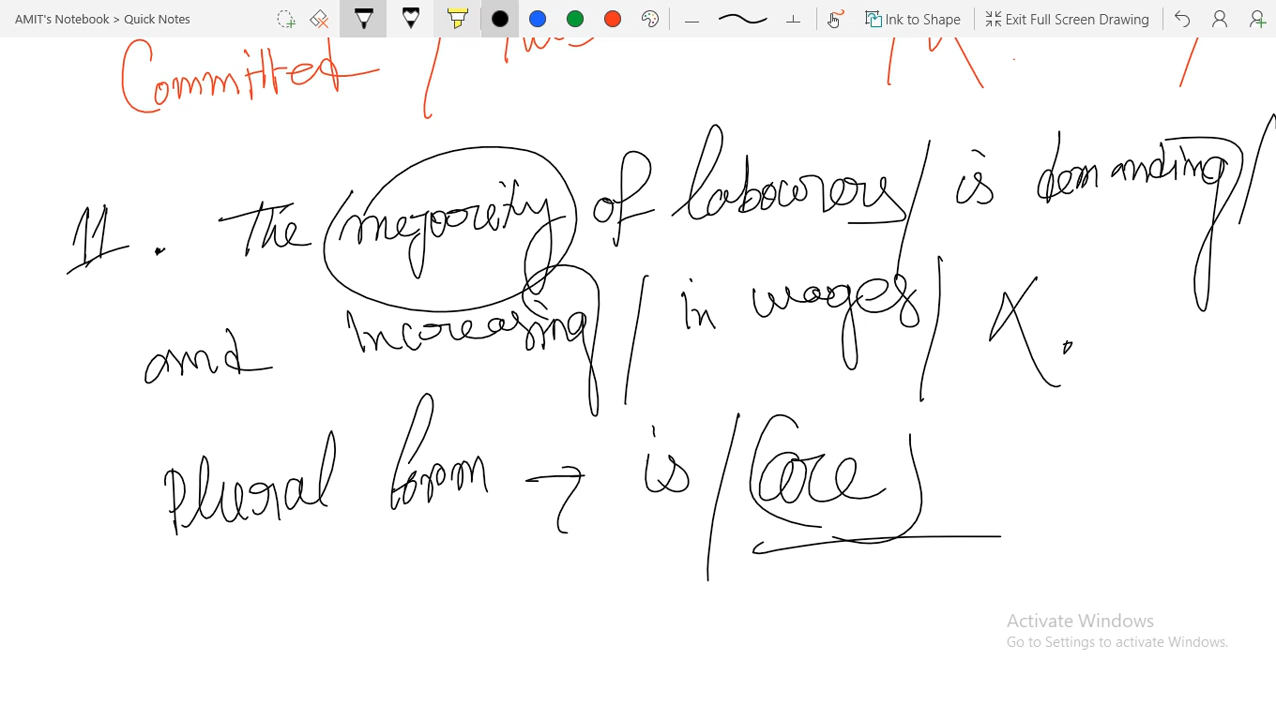 AMIT's Notebook > Quick Notes
Ink to Shape
Exit Full Screen Drawing
Committed /
11. The majority of labourers / is demanding /
and increasing / in wages / X.
Plural form → is / are
Activate Windows
Go to Settings to activate Windows.